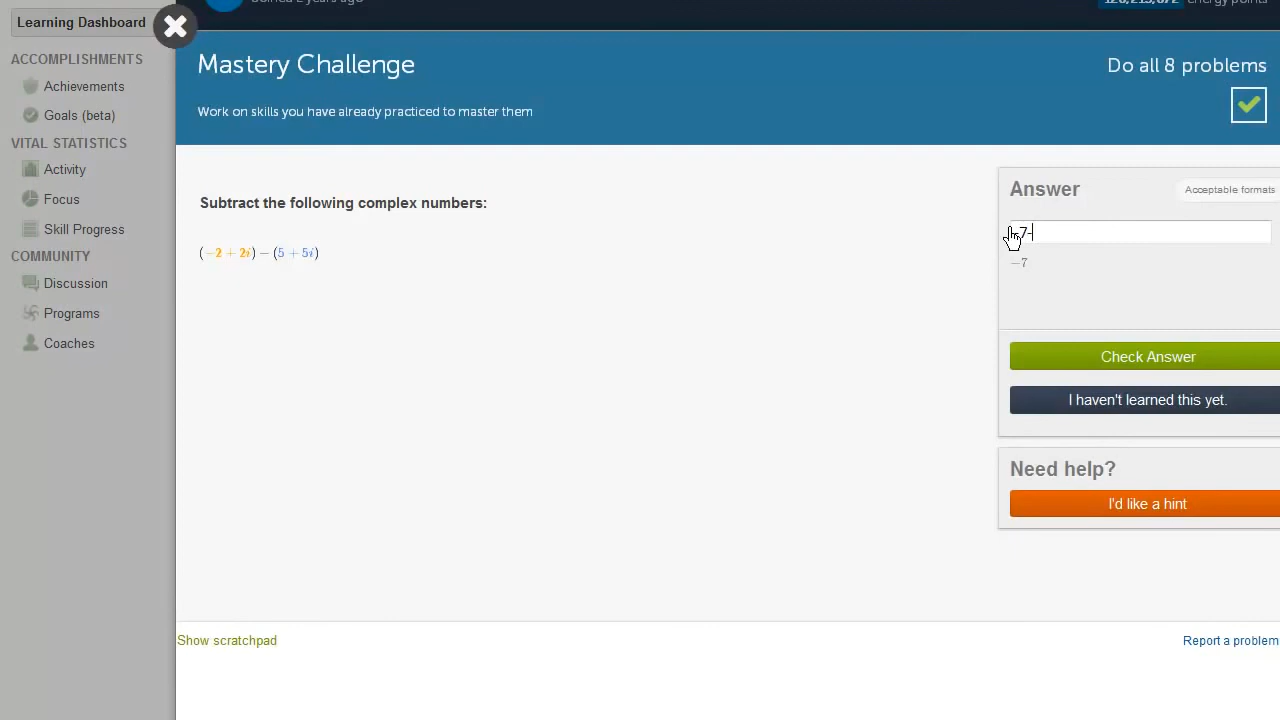 Learning Dashboard
energy points
ACCOMPLISHMENTS
Achievements
Goals (beta)
VITAL STATISTICS
Activity
Focus
Skill Progress
COMMUNITY
Discussion
Programs
Coaches
Mastery Challenge
Do all 8 problems
Work on skills you have already practiced to master them
Subtract the following complex numbers:
(−2 + 2i) − (5 + 5i)
Answer
Acceptable formats
-7-
−7
Check Answer
I haven't learned this yet.
Need help?
I'd like a hint
Show scratchpad
Report a problem